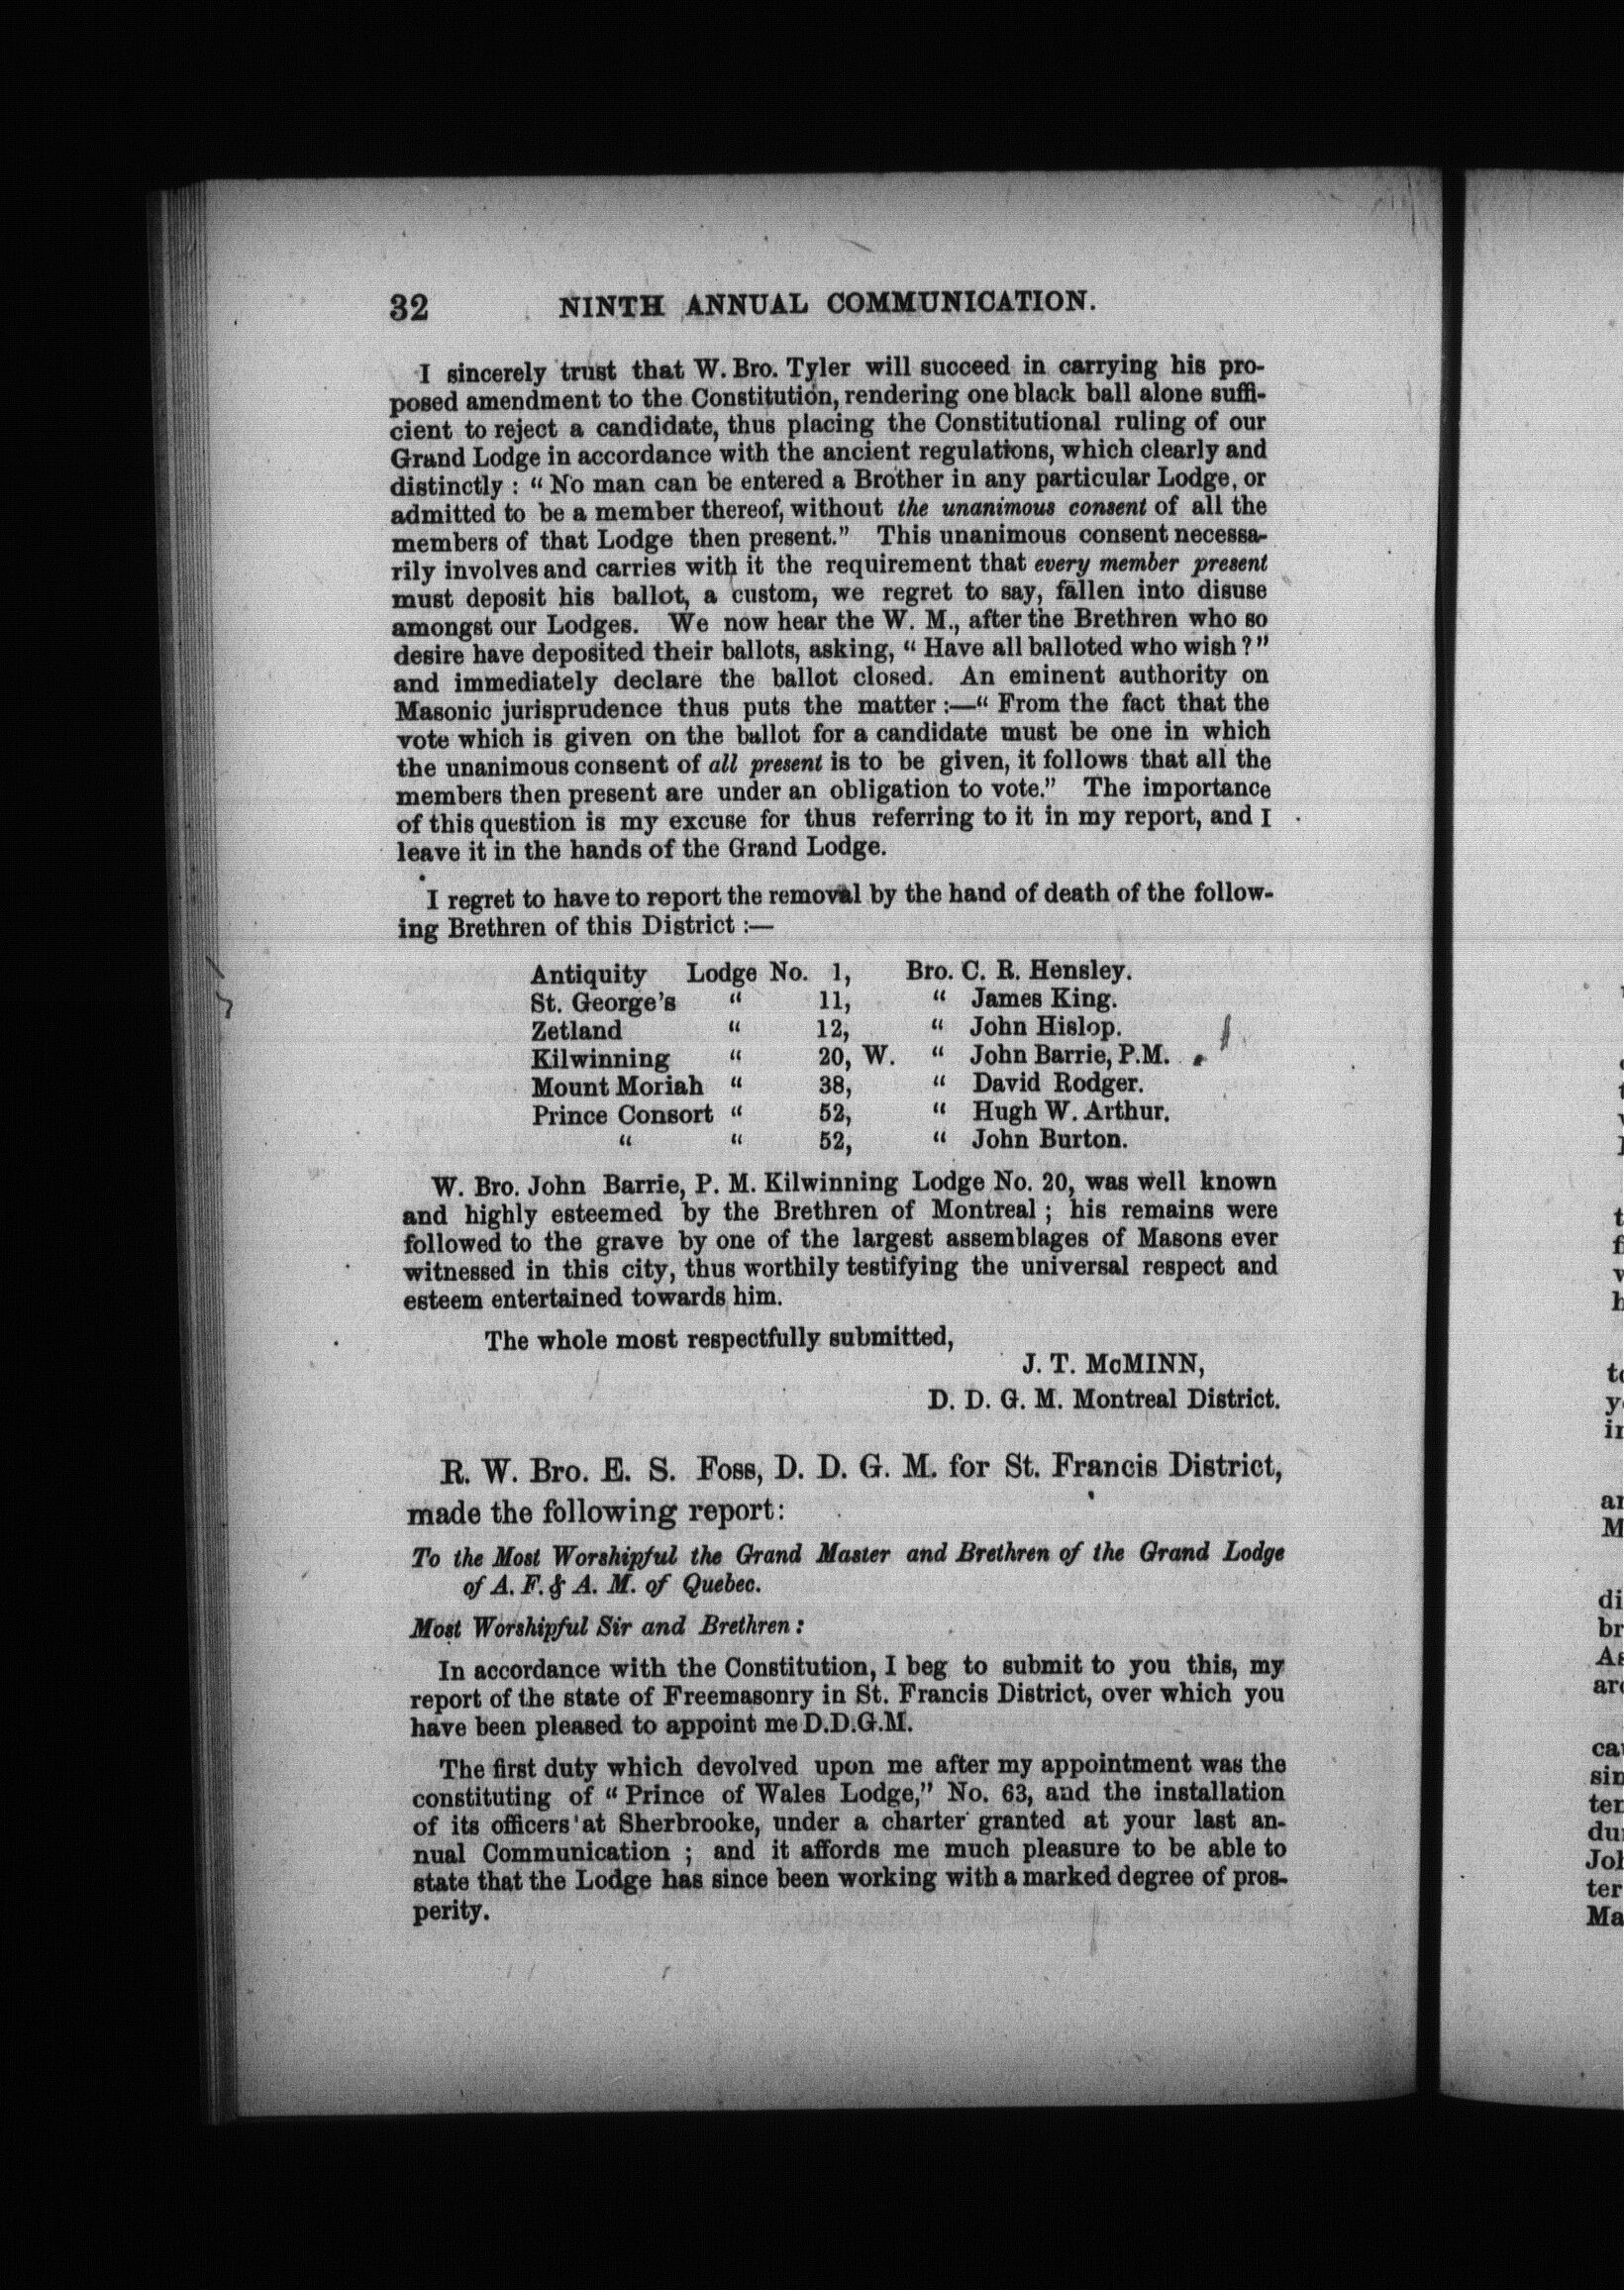 32 NINTH ANNUAL COMMUNICATION.
I sincerely trust that W. Bro. Tyler will succeed in carrying his pro-
posed amendment to the Constitution, rendering one black ball alone suffi-
cient to reject a candidate, thus placing the Constitutional ruling of our
Grand Lodge in accordance with the ancient regulations, which clearly and
distinctly : “ No man can be entered a Brother in any particular Lodge, or
admitted to be a member thereof, without the unanimous consent of all the
members of that Lodge then present.” This unanimous consent necessa-
rily involves and carries with it the requirement that every member present
must deposit his ballot, a custom, we regret to say, fallen into disuse
amongst our Lodges. We now hear the W. M., after the Brethren who so
desire have deposited their ballots, asking, “ Have all balloted who wish ? ”
and immediately declare the ballot closed. An eminent authority on
Masonic jurisprudence thus puts the matter :—“ From the fact that the
vote which is given on the ballot for a candidate must be one in which
the unanimous consent of all present is to be given, it follows that all the
members then present are under an obligation to vote.” The importance
of this question is my excuse for thus referring to it in my report, and I
leave it in the hands of the Grand Lodge.
I regret to have to report the removal by the hand of death of the follow-
ing Brethren of this District :—
Antiquity Lodge No. 1, Bro. C. R. Hensley.
St. George's “ 11, “ James King.
Zetland “ 12, “ John Hislop.
Kilwinning “ 20, W. “ John Barrie, P.M.
Mount Moriah “ 38, “ David Rodger.
Prince Consort “ 52, “ Hugh W. Arthur.
“ “ 52, “ John Burton.
W. Bro. John Barrie, P. M. Kilwinning Lodge No. 20, was well known
and highly esteemed by the Brethren of Montreal ; his remains were
followed to the grave by one of the largest assemblages of Masons ever
witnessed in this city, thus worthily testifying the universal respect and
esteem entertained towards him.
The whole most respectfully submitted,
J. T. McMINN,
D. D. G. M. Montreal District.
R. W. Bro. E. S. Foss, D. D. G. M. for St. Francis District,
made the following report:
To the Most Worshipful the Grand Master and Brethren of the Grand Lodge
of A. F. & A. M. of Quebec.
Most Worshipful Sir and Brethren :
In accordance with the Constitution, I beg to submit to you this, my
report of the state of Freemasonry in St. Francis District, over which you
have been pleased to appoint me D.D.G.M.
The first duty which devolved upon me after my appointment was the
constituting of “ Prince of Wales Lodge,” No. 63, and the installation
of its officers at Sherbrooke, under a charter granted at your last an-
nual Communication ; and it affords me much pleasure to be able to
state that the Lodge has since been working with a marked degree of pros-
perity.